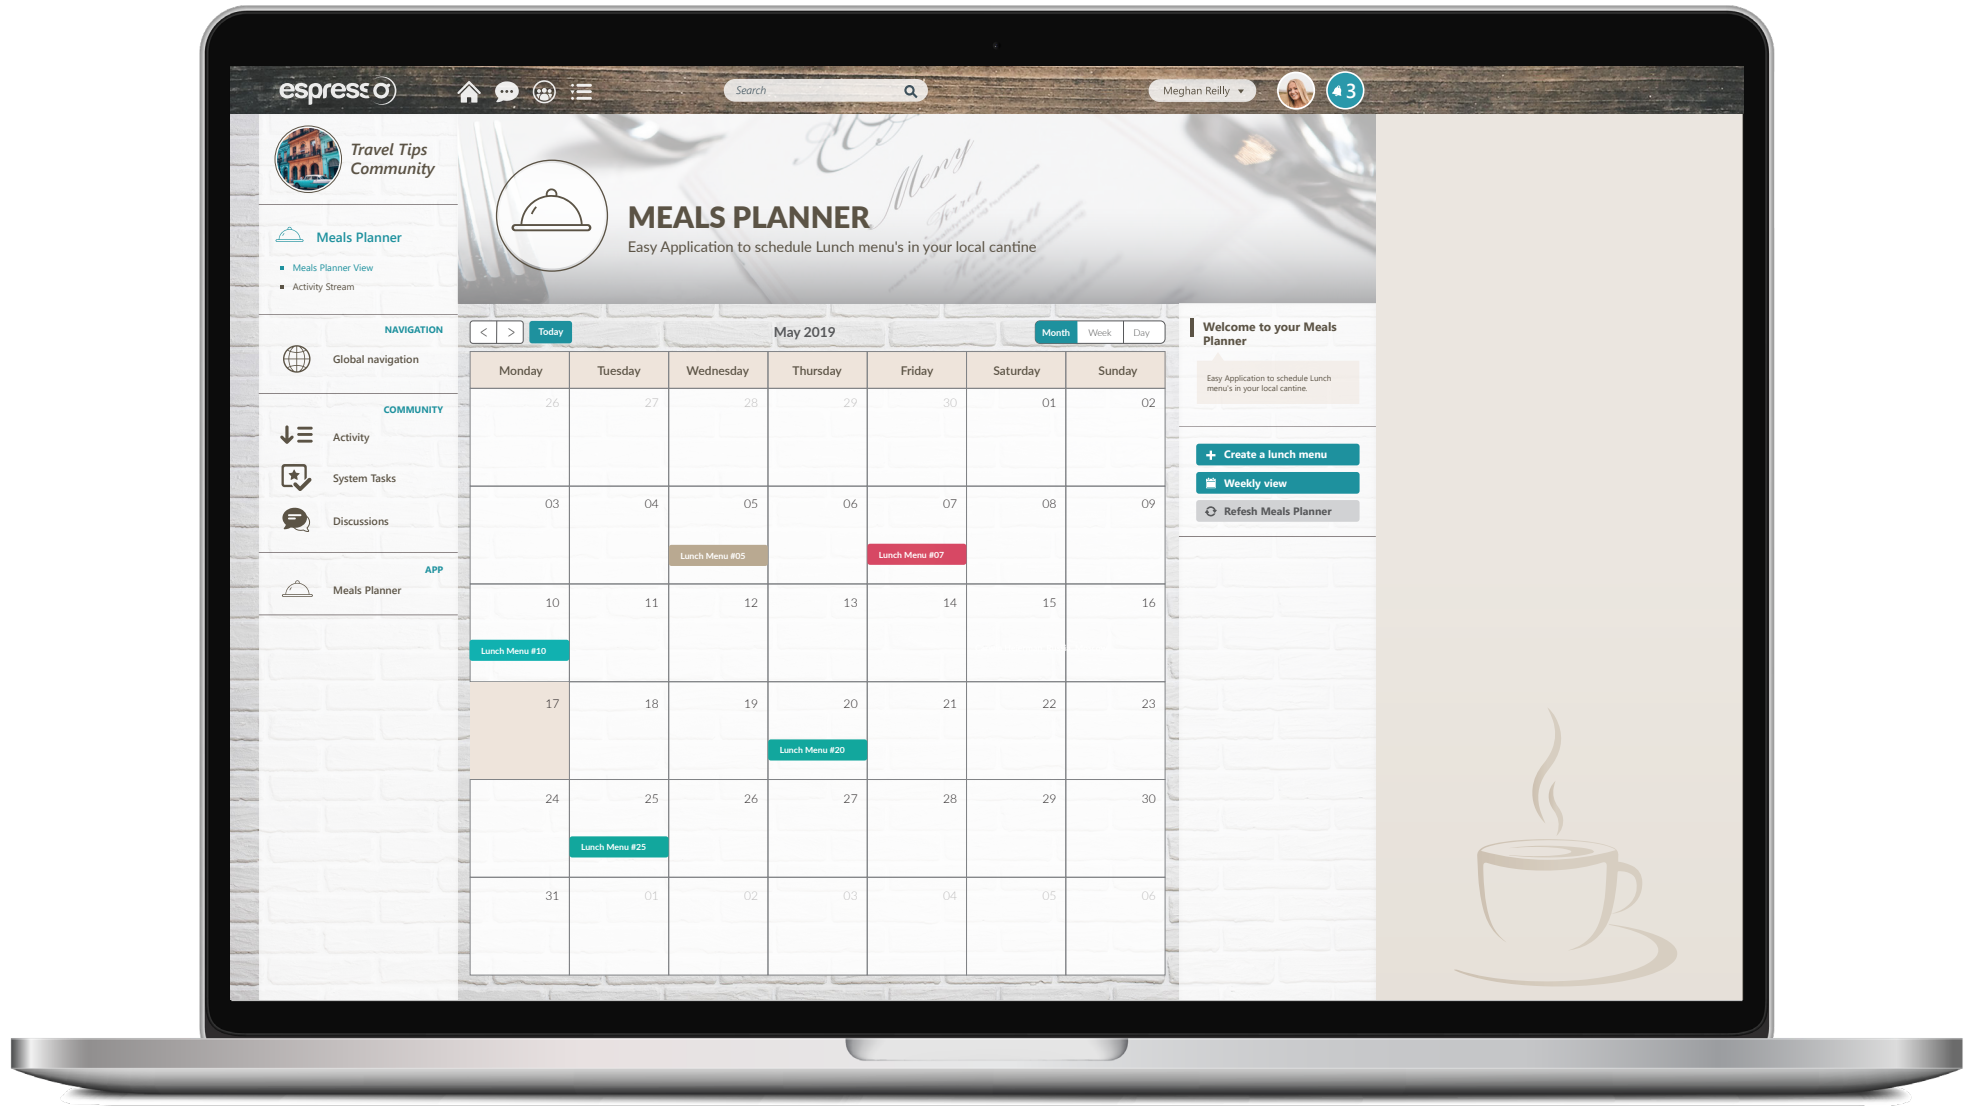 espresso
Search
Meghan Reilly
3
Travel Tips
Community
Meals Planner
Meals Planner View
Activity Stream
NAVIGATION
Global navigation
COMMUNITY
Activity
System Tasks
Discussions
APP
Meals Planner
Meny
MEALS PLANNER
Easy Application to schedule Lunch menu's in your local cantine
< > Today
May 2019
Month Week Day
Monday Tuesday Wednesday Thursday Friday Saturday Sunday
26 27 28 29 30 01 02
03 04 05 06 07 08 09
Lunch Menu #05 Lunch Menu #07
10 11 12 13 14 15 16
Lunch Menu #10
17 18 19 20 21 22 23
Lunch Menu #20
24 25 26 27 28 29 30
Lunch Menu #25
31 01 02 03 04 05 06
Welcome to your Meals
Planner
Easy Application to schedule Lunch
menu's in your local cantine.
Create a lunch menu
Weekly view
Refesh Meals Planner